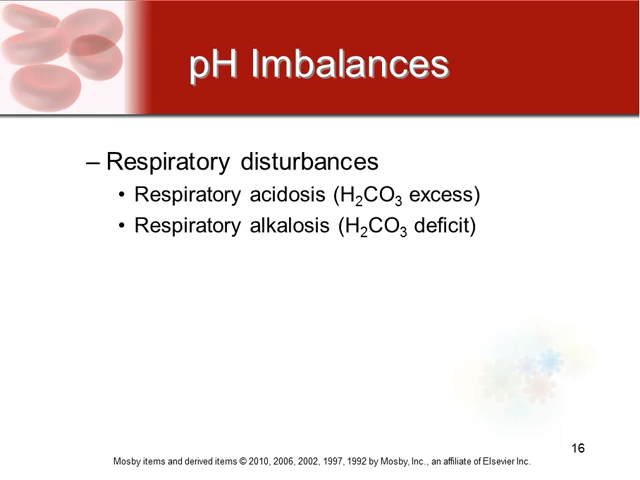 pH Imbalances
– Respiratory disturbances
• Respiratory acidosis (H₂CO₃ excess)
• Respiratory alkalosis (H₂CO₃ deficit)
16
Mosby items and derived items © 2010, 2006, 2002, 1997, 1992 by Mosby, Inc., an affiliate of Elsevier Inc.